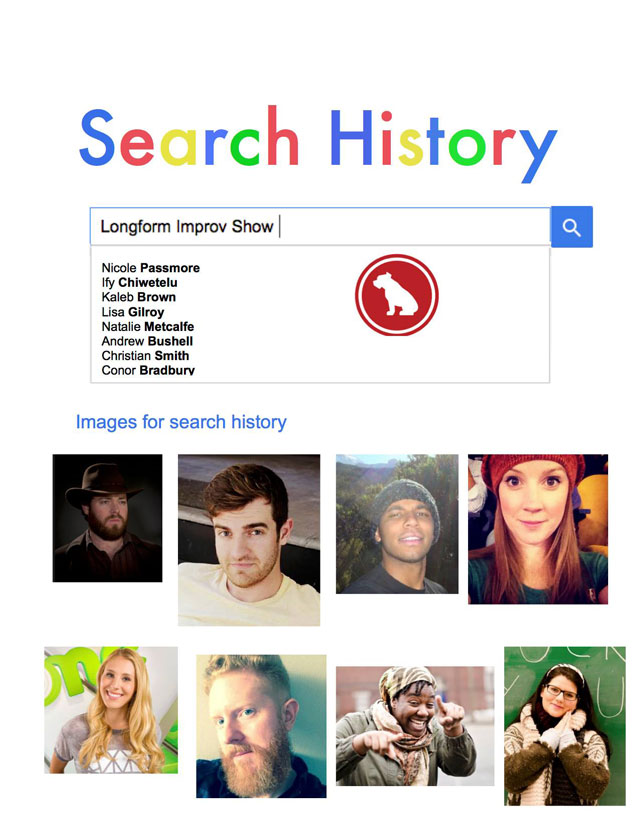 Search History
Longform Improv Show
Nicole Passmore
Ify Chiwetelu
Kaleb Brown
Lisa Gilroy
Natalie Metcalfe
Andrew Bushell
Christian Smith
Conor Bradbury
Images for search history